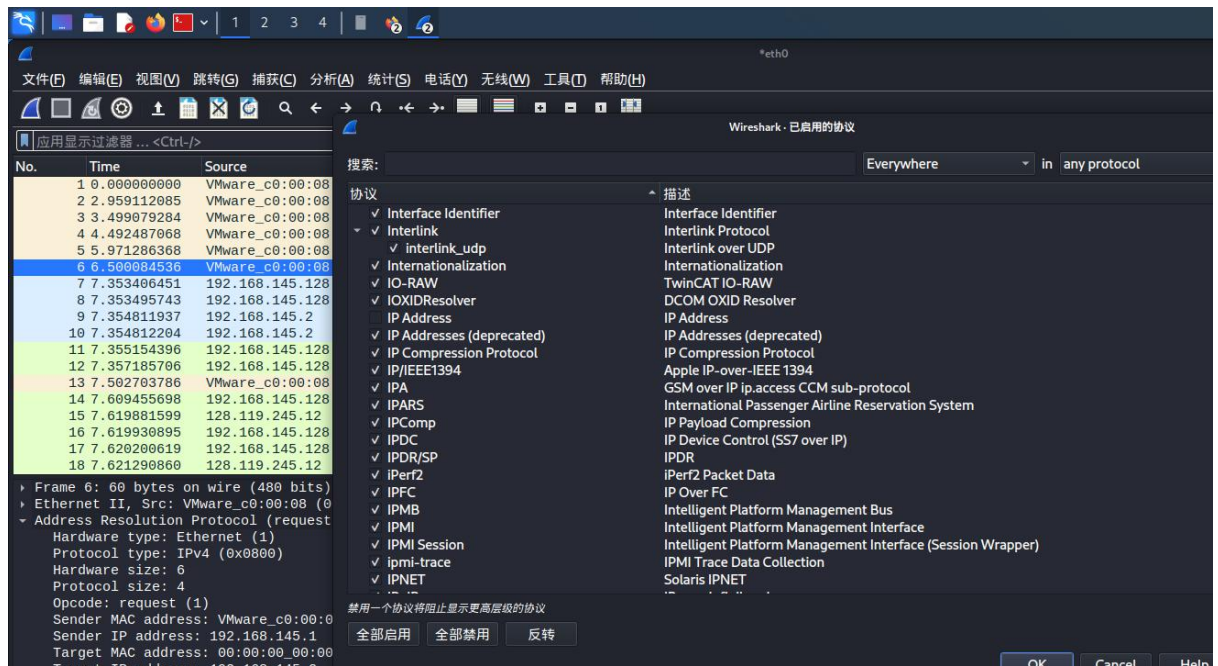 1 2 3 4
*eth0
文件(F) 编辑(E) 视图(V) 跳转(G) 捕获(C) 分析(A) 统计(S) 电话(Y) 无线(W) 工具(T) 帮助(H)
Wireshark · 已启用的协议
应用显示过滤器 … <Ctrl-/>
搜索: Everywhere in any protocol
No. Time Source
协议 描述
1 0.000000000 VMware_c0:00:08
2 2.959112085 VMware_c0:00:08
3 3.499079284 VMware_c0:00:08
4 4.492487068 VMware_c0:00:08
5 5.971286368 VMware_c0:00:08
6 6.500084536 VMware_c0:00:08
7 7.353406451 192.168.145.128
8 7.353495743 192.168.145.128
9 7.354811937 192.168.145.2
10 7.354812204 192.168.145.2
11 7.355154396 192.168.145.128
12 7.357185706 192.168.145.128
13 7.502703786 VMware_c0:00:08
14 7.609455698 192.168.145.128
15 7.619881599 128.119.245.12
16 7.619930895 192.168.145.128
17 7.620200619 192.168.145.128
18 7.621290860 128.119.245.12
Interface Identifier Interface Identifier
Interlink Interlink Protocol
interlink_udp Interlink over UDP
Internationalization Internationalization
IO-RAW TwinCAT IO-RAW
IOXIDResolver DCOM OXID Resolver
IP Address IP Address
IP Addresses (deprecated) IP Addresses (deprecated)
IP Compression Protocol IP Compression Protocol
IP/IEEE1394 Apple IP-over-IEEE 1394
IPA GSM over IP ip.access CCM sub-protocol
IPARS International Passenger Airline Reservation System
IPComp IP Payload Compression
IPDC IP Device Control (SS7 over IP)
IPDR/SP IPDR
iPerf2 iPerf2 Packet Data
IPFC IP Over FC
IPMB Intelligent Platform Management Bus
IPMI Intelligent Platform Management Interface
IPMI Session Intelligent Platform Management Interface (Session Wrapper)
ipmi-trace IPMI Trace Data Collection
IPNET Solaris IPNET
禁用一个协议将阻止显示更高层级的协议
全部启用 全部禁用 反转
OK Cancel Help
Frame 6: 60 bytes on wire (480 bits)
Ethernet II, Src: VMware_c0:00:08 (0
Address Resolution Protocol (request
Hardware type: Ethernet (1)
Protocol type: IPv4 (0x0800)
Hardware size: 6
Protocol size: 4
Opcode: request (1)
Sender MAC address: VMware_c0:00:0
Sender IP address: 192.168.145.1
Target MAC address: 00:00:00_00:00